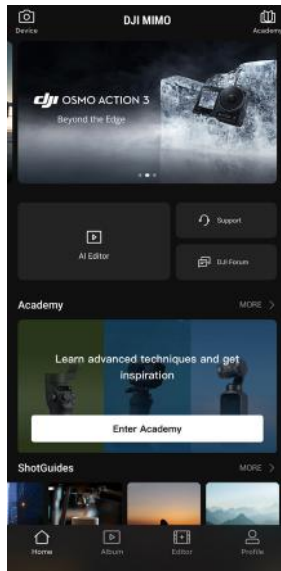 DJI MIMO
Device
Academy
dji OSMO ACTION 3
Beyond the Edge
AI Editor
Support
DJI Forum
Academy
MORE >
Learn advanced techniques and get
inspiration
Enter Academy
ShotGuides
MORE >
Home
Album
Editor
Profile